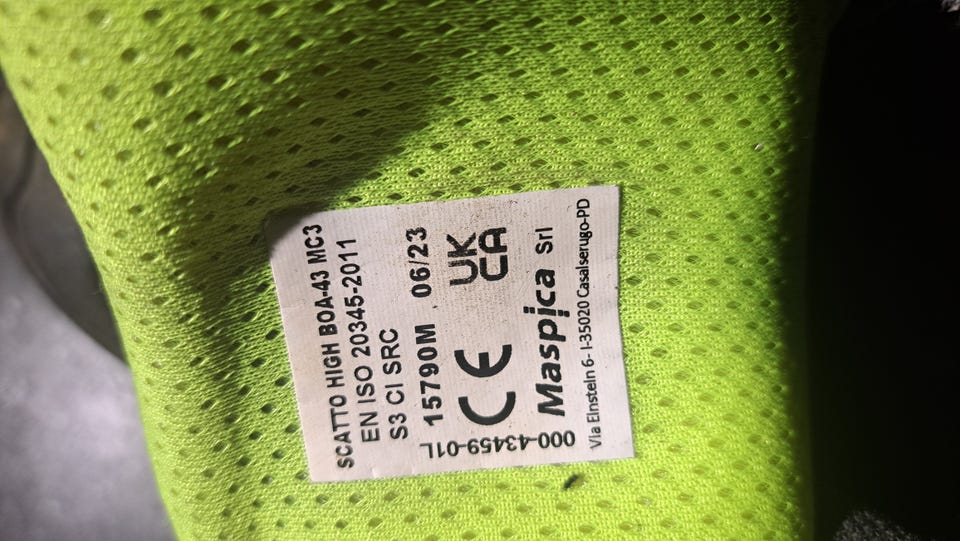 SCATTO HIGH BOA-43 MC3
EN ISO 20345-2011
S3 CI SRC
15790M 06/23
CE UK CA
Maspica Srl
Via Einstein 6- I-35020 Casalserugo-PD
000-43459-01L